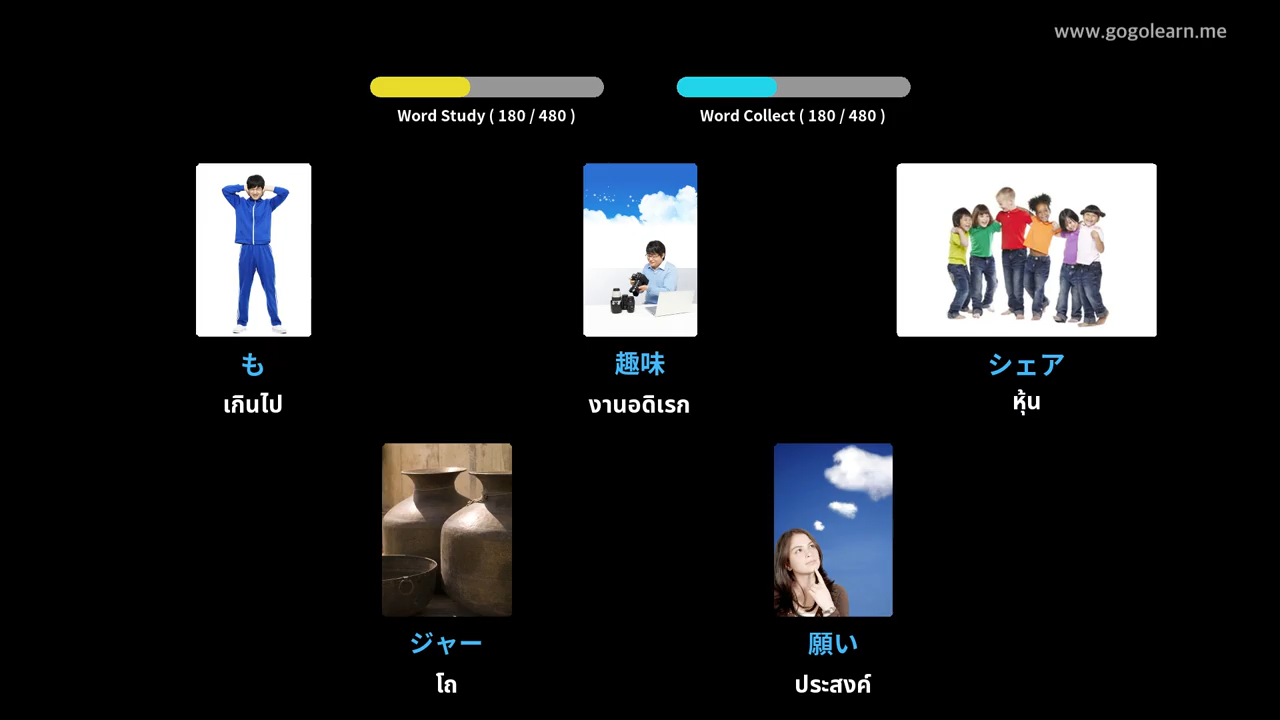 www.gogolearn.me
Word Study ( 180 / 480 )
Word Collect ( 180 / 480 )
も
เกินไป
趣味
งานอดิเรก
シェア
หุ้น
ジャー
โถ
願い
ประสงค์